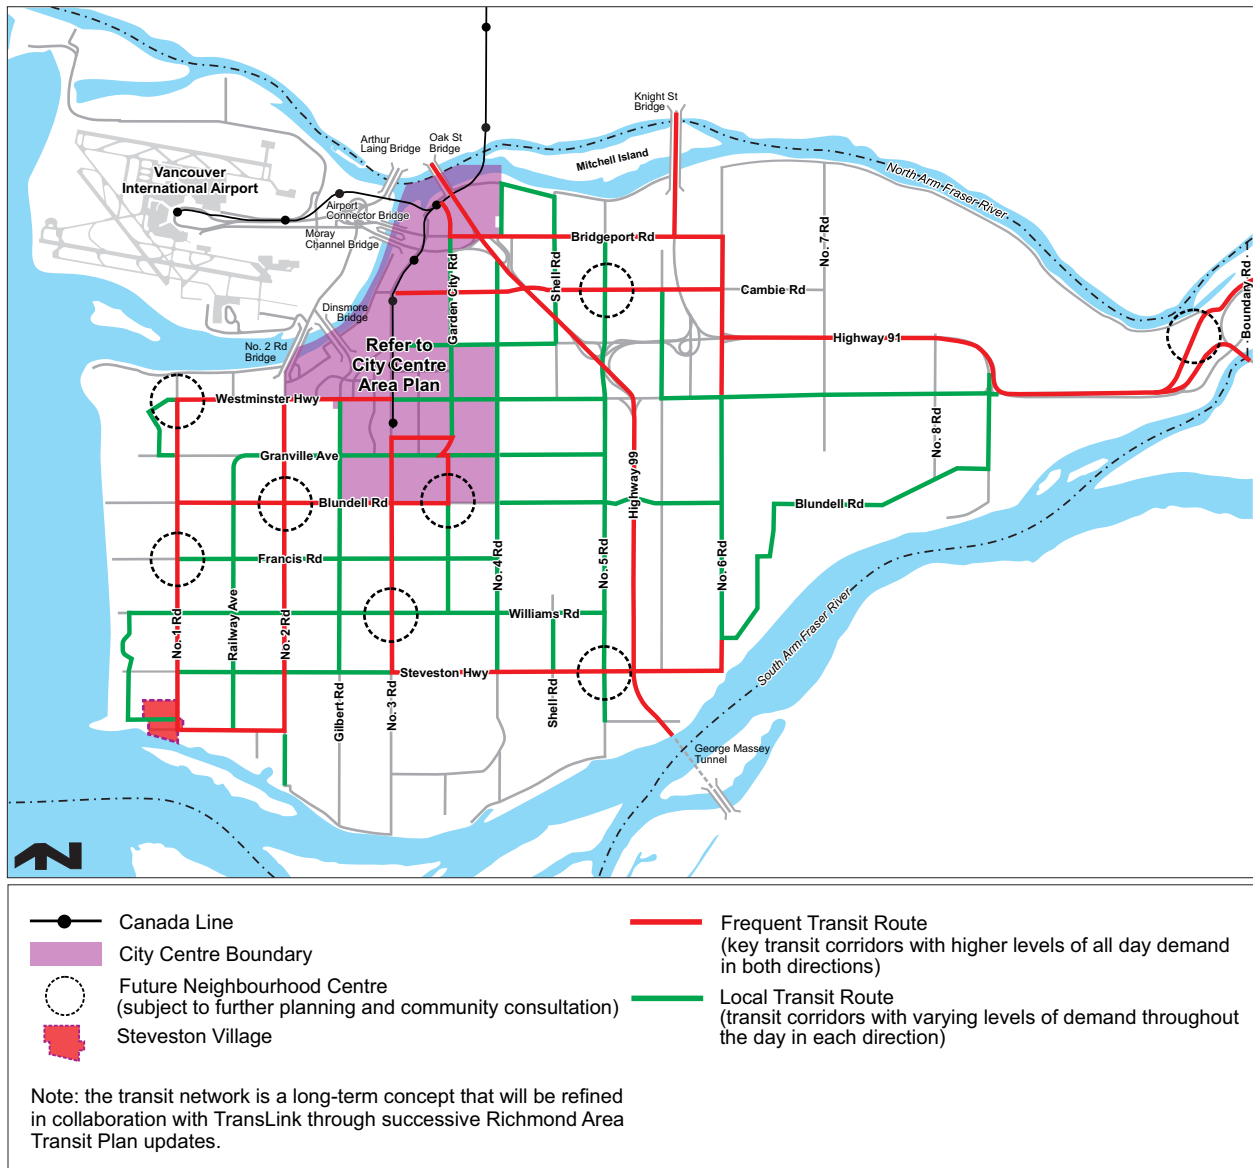 Knight St
Bridge
Arthur
Laing Bridge
Oak St
Bridge
Mitchell Island
North Arm Fraser River
Vancouver
International Airport
Airport
Connector Bridge
Moray
Channel Bridge
Bridgeport Rd
No. 7 Rd
Boundary Rd
Shell Rd
Garden City Rd
Cambie Rd
Dinsmore
Bridge
No. 2 Rd
Bridge
Refer to
City Centre
Area Plan
Highway 91
Westminster Hwy
No. 8 Rd
Granville Ave
Highway 99
Blundell Rd
Blundell Rd
Francis Rd
No. 4 Rd
No. 5 Rd
No. 6 Rd
Williams Rd
No. 1 Rd
Railway Ave
No. 2 Rd
South Arm Fraser River
Steveston Hwy
Gilbert Rd
No. 3 Rd
Shell Rd
George Massey
Tunnel
N
Canada Line
City Centre Boundary
Future Neighbourhood Centre
(subject to further planning and community consultation)
Steveston Village
Frequent Transit Route
(key transit corridors with higher levels of all day demand
in both directions)
Local Transit Route
(transit corridors with varying levels of demand throughout
the day in each direction)
Note: the transit network is a long-term concept that will be refined
in collaboration with TransLink through successive Richmond Area
Transit Plan updates.